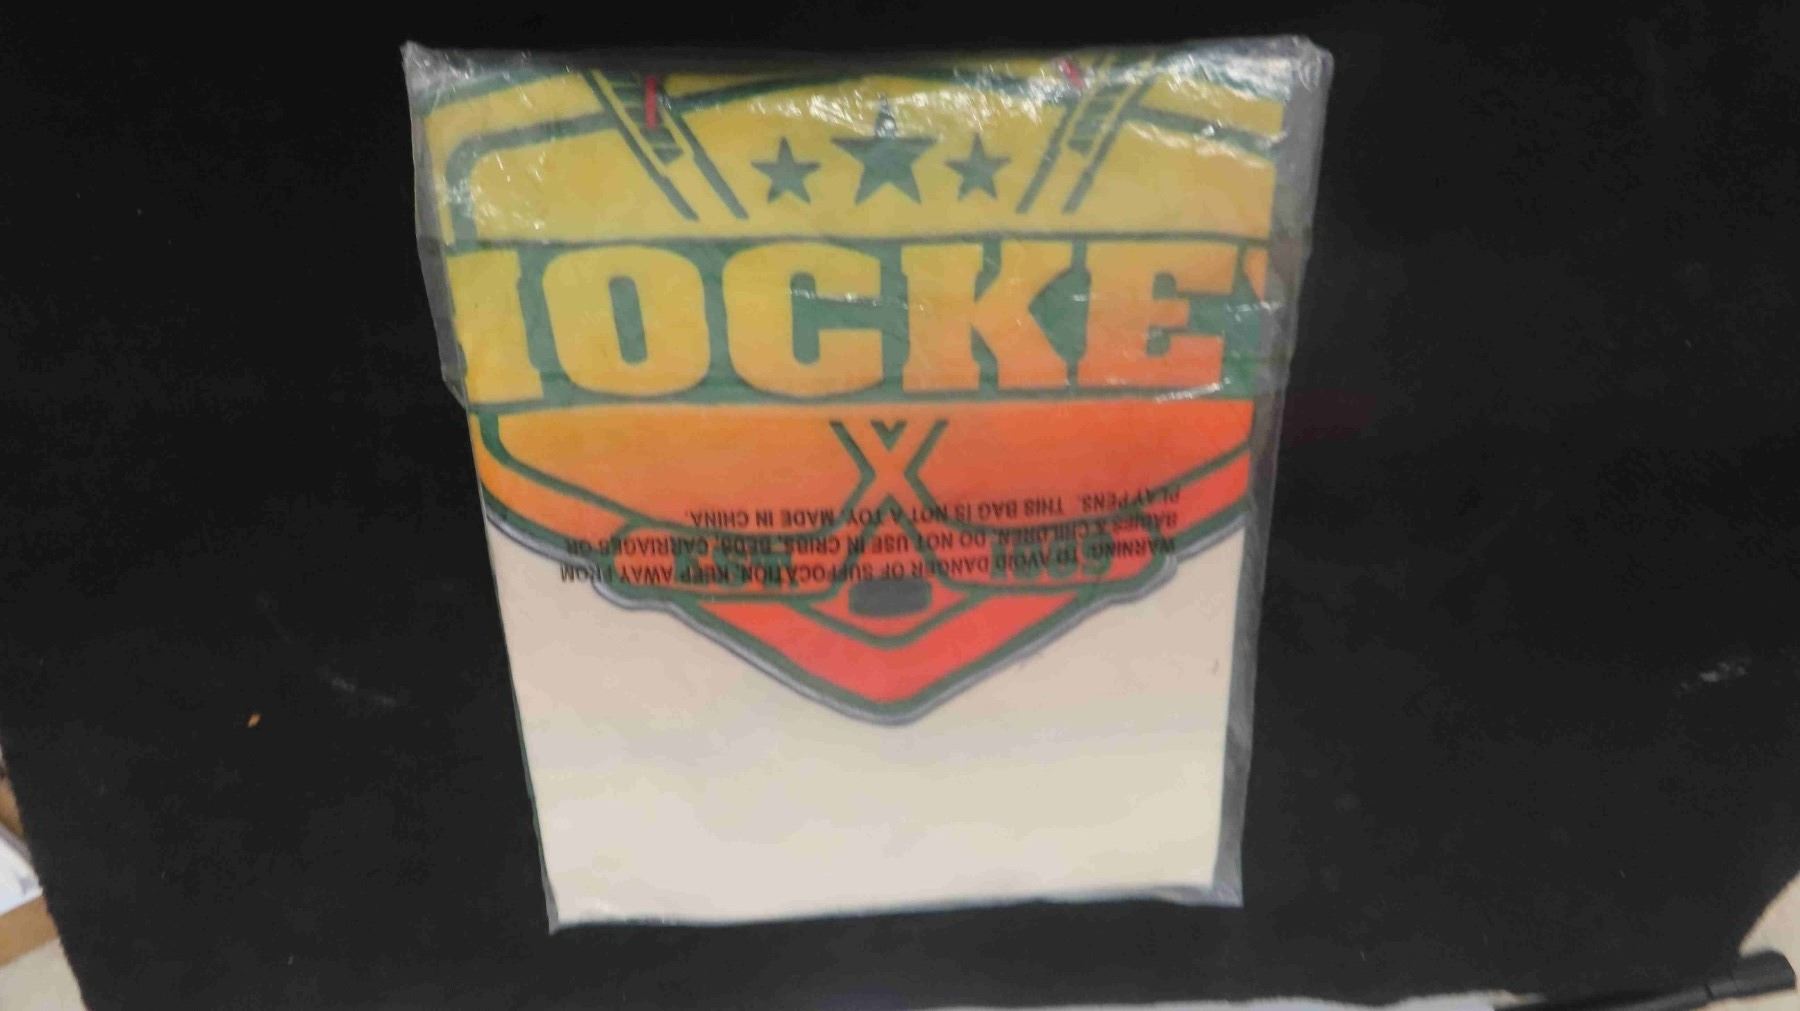 HOCKEY
WARNING: TO AVOID DANGER OF SUFFOCATION, KEEP AWAY FROM
BABIES & CHILDREN. DO NOT USE IN CRIBS, BEDS, CARRIAGES OR
PLAYPENS. THIS BAG IS NOT A TOY. MADE IN CHINA.